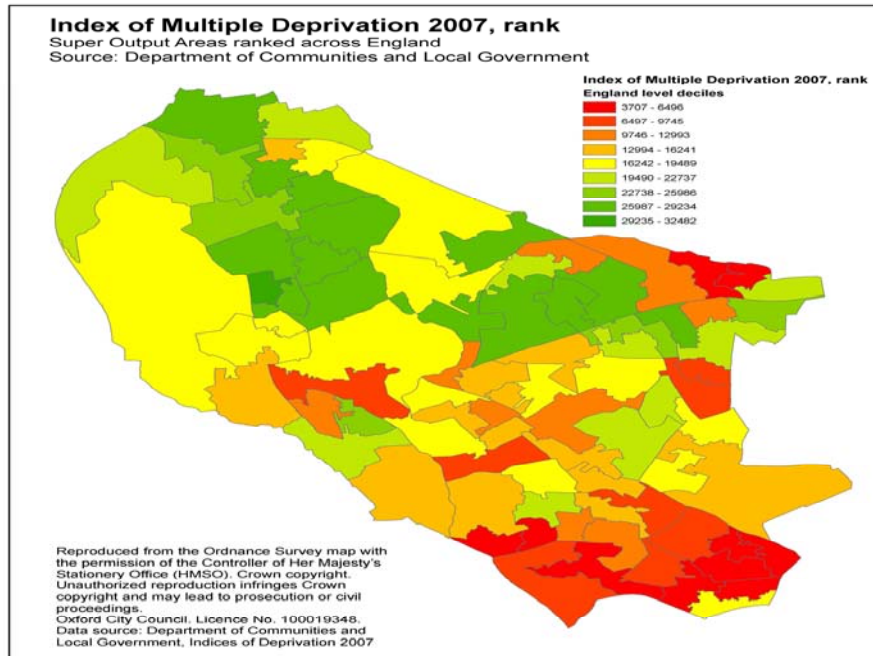 Index of Multiple Deprivation 2007, rank
Super Output Areas ranked across England
Source: Department of Communities and Local Government
Index of Multiple Deprivation 2007, rank
England level deciles
3707 - 6496
6497 - 9745
9746 - 12993
12994 - 16241
16242 - 19489
19490 - 22737
22738 - 25986
25987 - 29234
29235 - 32482
Reproduced from the Ordnance Survey map with
the permission of the Controller of Her Majesty's
Stationery Office (HMSO). Crown copyright.
Unauthorized reproduction infringes Crown
copyright and may lead to prosecution or civil
proceedings.
Oxford City Council. Licence No. 100019348.
Data source: Department of Communities and
Local Government, Indices of Deprivation 2007